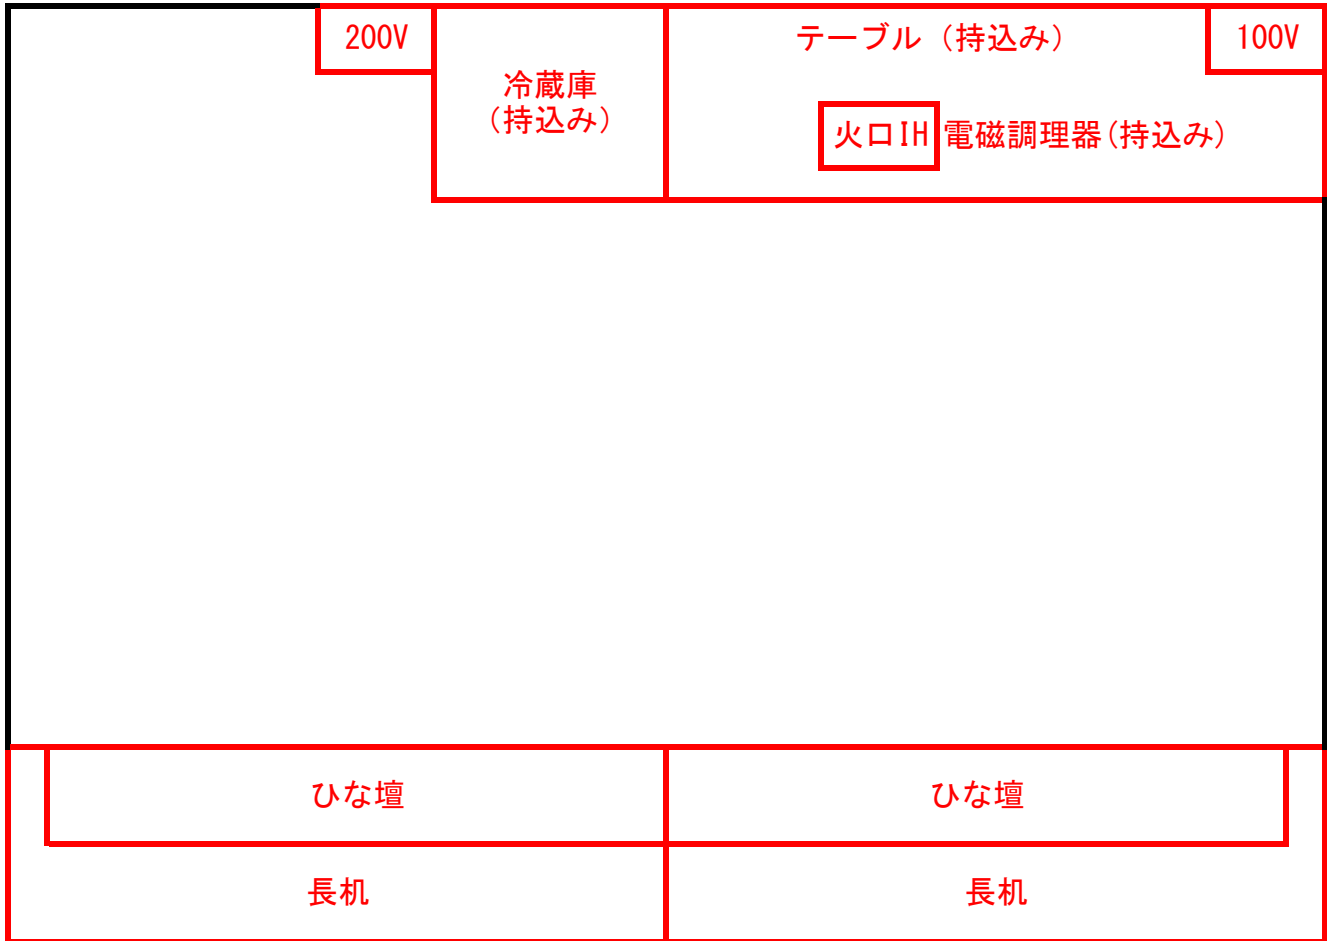 200V
冷蔵庫
(持込み)
テーブル (持込み)
100V
火口IH
電磁調理器(持込み)
ひな壇
ひな壇
長机
長机